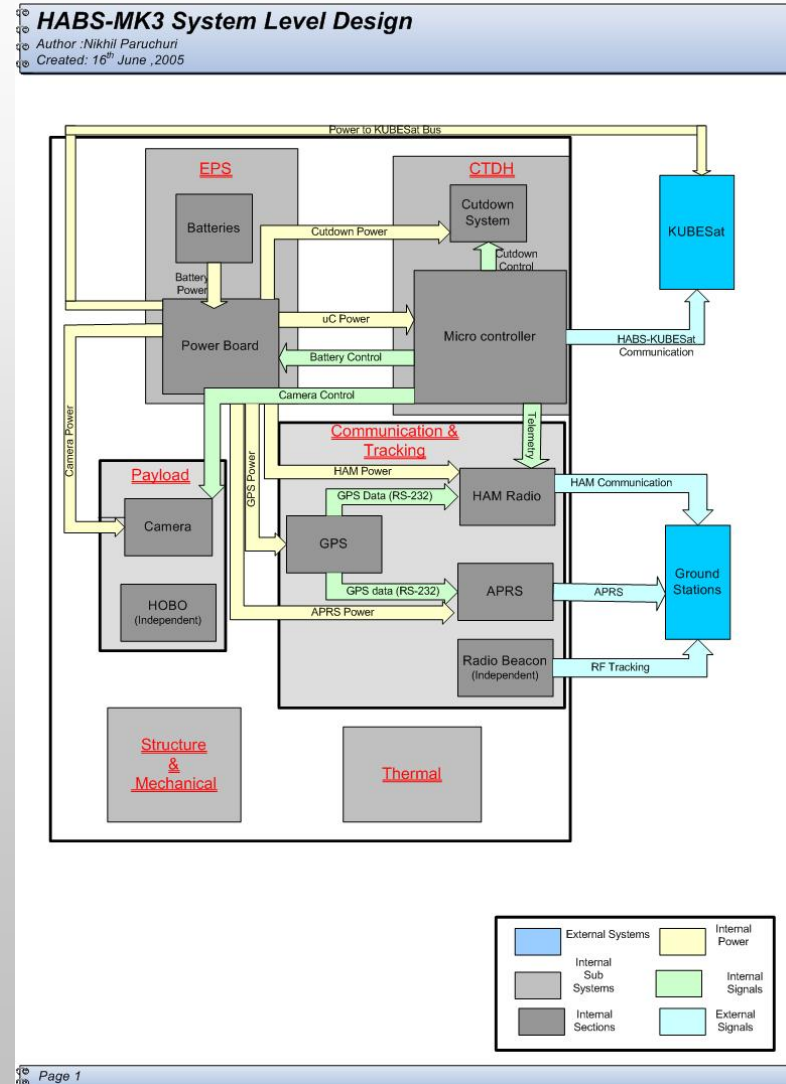 HABS-MK3 System Level Design
Author :Nikhil Paruchuri
Created: 16th June ,2005
Power to KUBESat Bus
EPS
CTDH
Batteries
Cutdown
System
KUBESat
Cutdown Power
Battery
Power
Cutdown
Control
Power Board
uC Power
Micro controller
HABS-KUBESat
Communication
Battery Control
Camera Control
Camera Power
GPS Power
Telemetry
Communication &
Tracking
Payload
HAM Power
HAM Communication
GPS Data (RS-232)
HAM Radio
Camera
GPS
Ground
Stations
GPS data (RS-232)
APRS
APRS
HOBO
(Independent)
APRS Power
Radio Beacon
(Independent)
RF Tracking
Structure
&
Mechanical
Thermal
External Systems
Internal
Power
Internal
Sub
Systems
Internal
Signals
Internal
Sections
External
Signals
Page 1